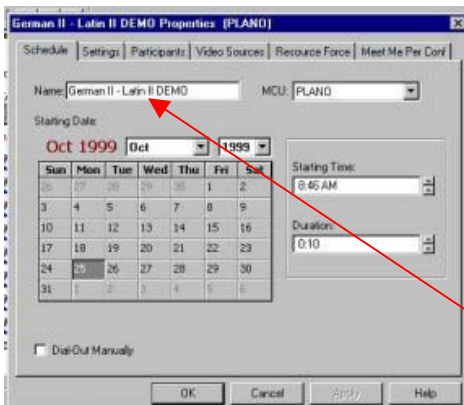 German II - Latin II DEMO Properties (PLANO)
Schedule Settings Participants Video Sources Resource Force Meet Me Per Conf
Name: German II - Latin II DEMO MCU: PLANO
Starting Date:
Oct 1999 Oct 1999
Sun Mon Tue Wed Thu Fri Sat
26 27 28 29 30 1 2
3 4 5 6 7 8 9
10 11 12 13 14 15 16
17 18 19 20 21 22 23
24 25 26 27 28 29 30
31 1 2 3 4 5 6
Starting Time:
8:46 AM
Duration:
0:10
Dial-Out Manually
OK Cancel Apply Help